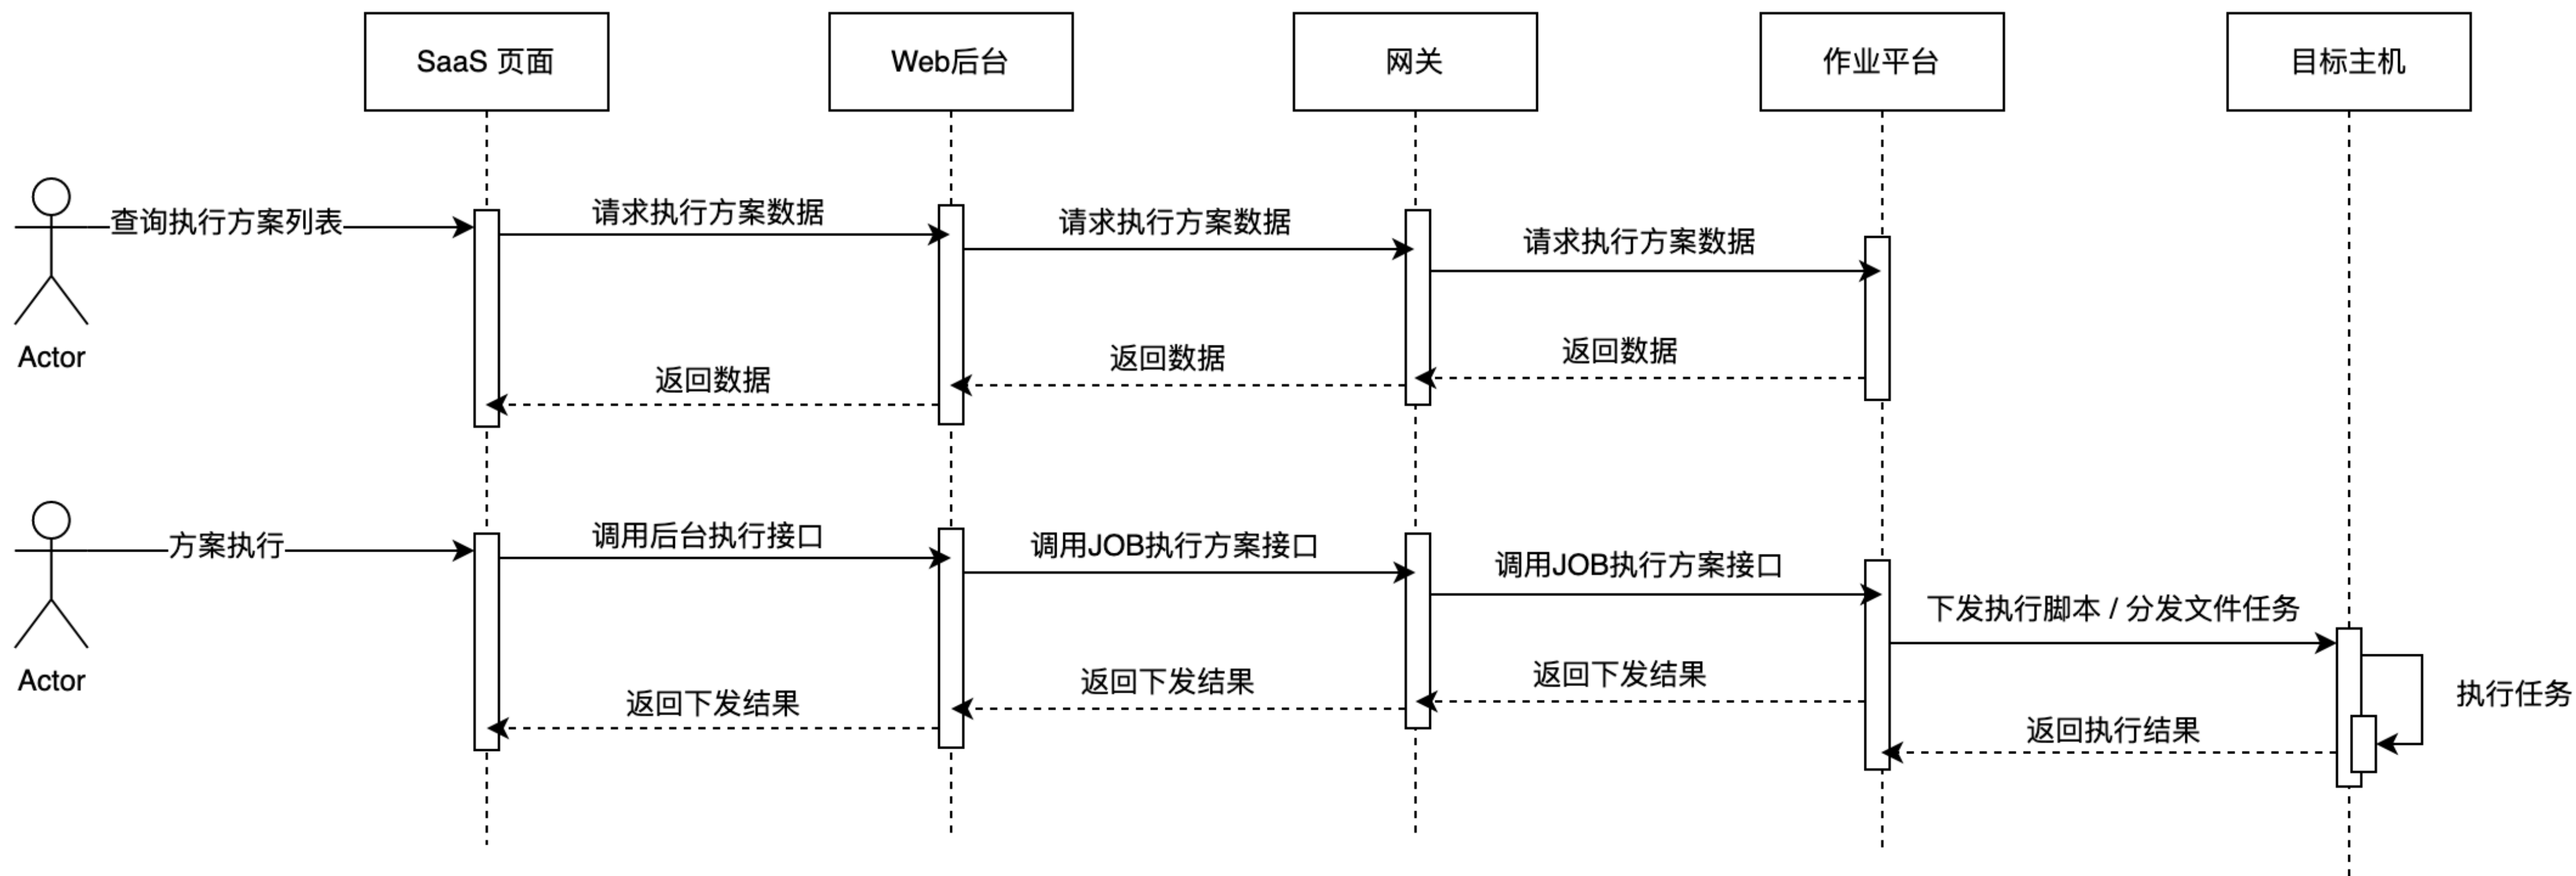 SaaS 页面
Web后台
网关
作业平台
目标主机
查询执行方案列表
请求执行方案数据
请求执行方案数据
请求执行方案数据
返回数据
返回数据
返回数据
Actor
方案执行
调用后台执行接口
调用JOB执行方案接口
调用JOB执行方案接口
下发执行脚本 / 分发文件任务
执行任务
返回执行结果
返回下发结果
返回下发结果
返回下发结果
Actor